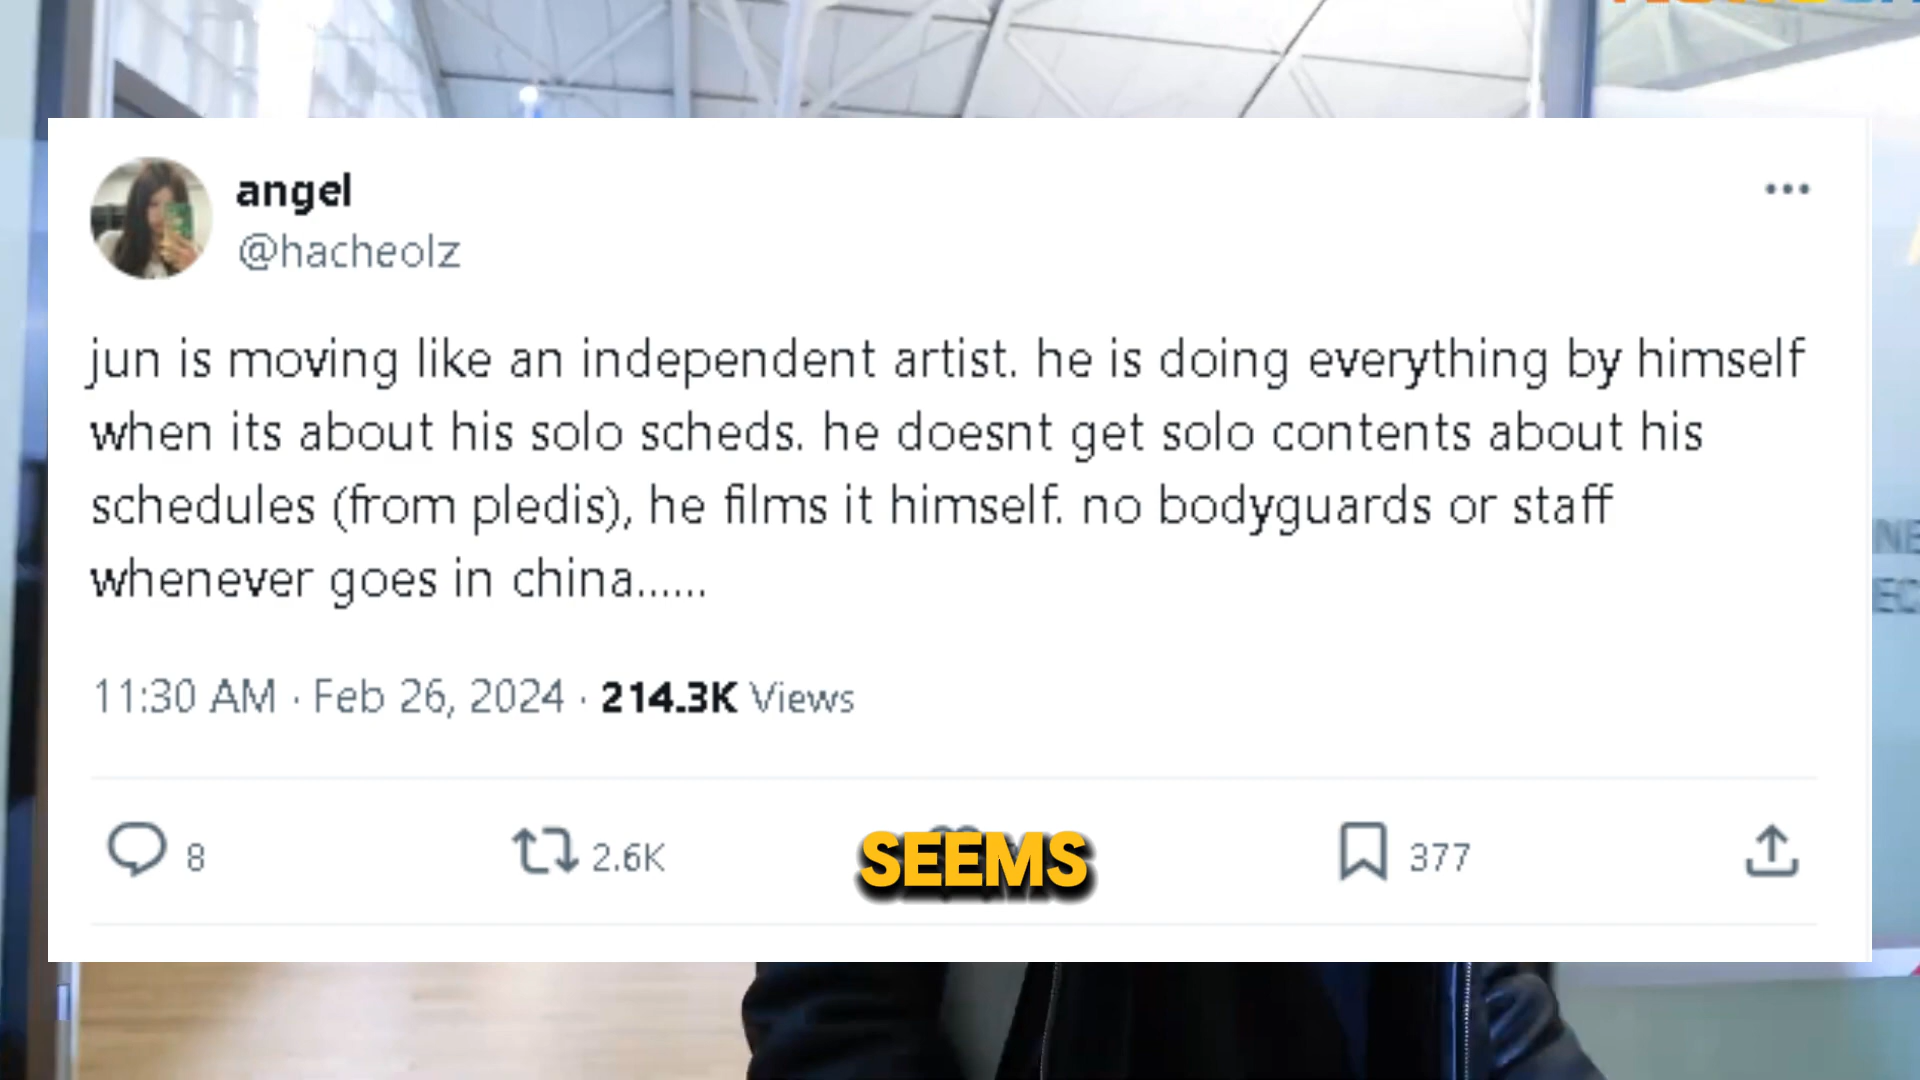 angel
@hacheolz
jun is moving like an independent artist. he is doing everything by himself
when its about his solo scheds. he doesnt get solo contents about his
schedules (from pledis), he films it himself. no bodyguards or staff
whenever goes in china......
11:30 AM · Feb 26, 2024 · 214.3K Views
8 2.6K SEEMS 377